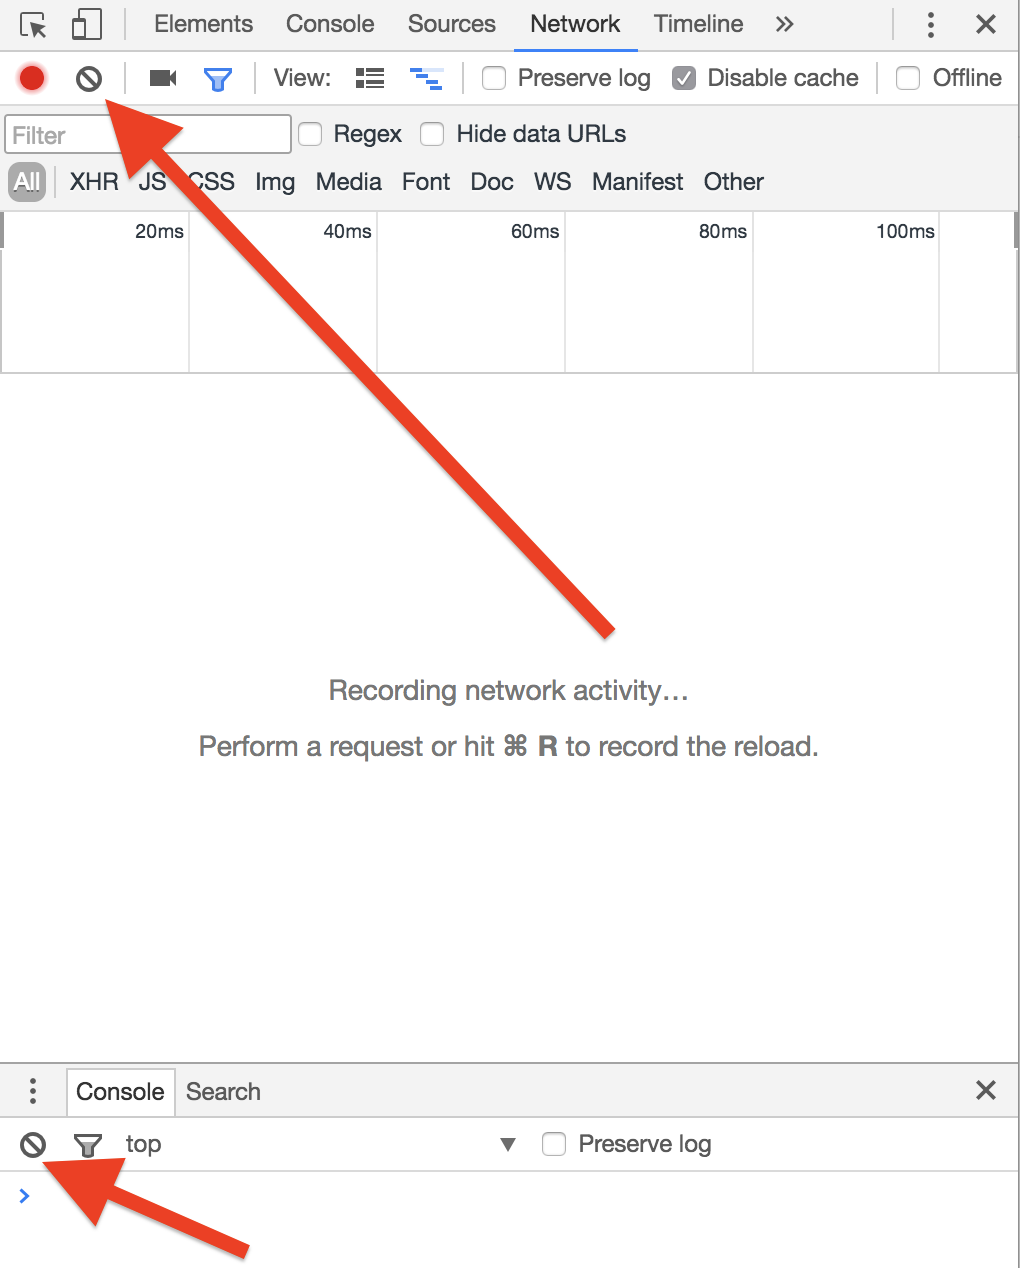 Elements Console Sources Network Timeline »
View: Preserve log Disable cache Offline
Filter Regex Hide data URLs
All XHR JS CSS Img Media Font Doc WS Manifest Other
20ms 40ms 60ms 80ms 100ms
Recording network activity…
Perform a request or hit ⌘ R to record the reload.
Console Search
top ▼ Preserve log